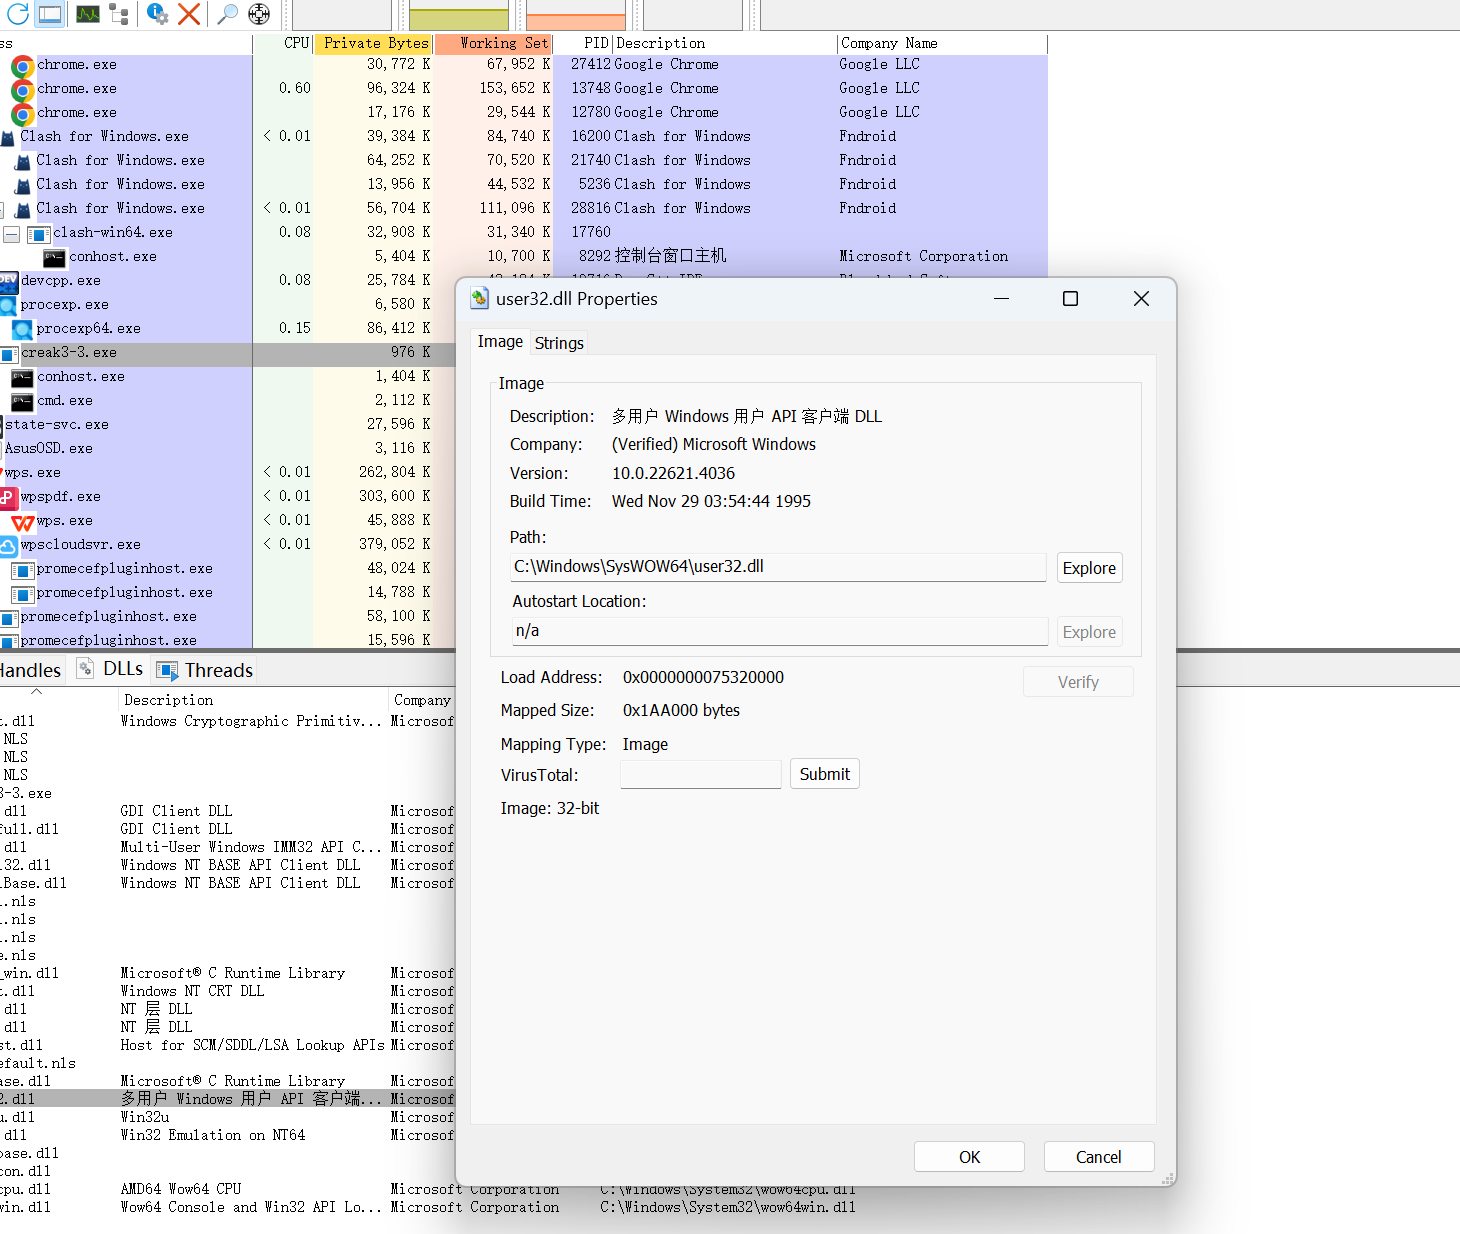 ss CPU Private Bytes Working Set PID Description Company Name
chrome.exe 30,772 K 67,952 K 27412 Google Chrome Google LLC
chrome.exe 0.60 96,324 K 153,652 K 13748 Google Chrome Google LLC
chrome.exe 17,176 K 29,544 K 12780 Google Chrome Google LLC
Clash for Windows.exe < 0.01 39,384 K 84,740 K 16200 Clash for Windows Fndroid
Clash for Windows.exe 64,252 K 70,520 K 21740 Clash for Windows Fndroid
Clash for Windows.exe 13,956 K 44,532 K 5236 Clash for Windows Fndroid
Clash for Windows.exe < 0.01 56,704 K 111,096 K 28816 Clash for Windows Fndroid
clash-win64.exe 0.08 32,908 K 31,340 K 17760
conhost.exe 5,404 K 10,700 K 8292 控制台窗口主机 Microsoft Corporation
devcpp.exe 0.08 25,784 K
procexp.exe 6,580 K
procexp64.exe 0.15 86,412 K
creak3-3.exe 976 K
conhost.exe 1,404 K
cmd.exe 2,112 K
state-svc.exe 27,596 K
AsusOSD.exe 3,116 K
wps.exe < 0.01 262,804 K
wpspdf.exe < 0.01 303,600 K
wps.exe < 0.01 45,888 K
wpscloudsvr.exe < 0.01 379,052 K
promecefpluginhost.exe 48,024 K
promecefpluginhost.exe 14,788 K
promecefpluginhost.exe 58,100 K
promecefpluginhost.exe 15,596 K
user32.dll Properties
Image Strings
Image
Description: 多用户 Windows 用户 API 客户端 DLL
Company: (Verified) Microsoft Windows
Version: 10.0.22621.4036
Build Time: Wed Nov 29 03:54:44 1995
Path:
C:\Windows\SysWOW64\user32.dll Explore
Autostart Location:
n/a Explore
Load Address: 0x0000000075320000 Verify
Mapped Size: 0x1AA000 bytes
Mapping Type: Image
VirusTotal: Submit
Image: 32-bit
OK Cancel
Handles DLLs Threads
Description Company
t.dll Windows Cryptographic Primitiv... Microsof
NLS
NLS
NLS
3-3.exe
.dll GDI Client DLL Microsof
full.dll GDI Client DLL Microsof
.dll Multi-User Windows IMM32 API C... Microsof
l32.dll Windows NT BASE API Client DLL Microsof
lBase.dll Windows NT BASE API Client DLL Microsof
.nls
.nls
.nls
e.nls
_win.dll Microsoft® C Runtime Library Microsof
t.dll Windows NT CRT DLL Microsof
.dll NT 层 DLL Microsof
.dll NT 层 DLL Microsof
st.dll Host for SCM/SDDL/LSA Lookup APIs Microsof
efault.nls
ase.dll Microsoft® C Runtime Library Microsof
2.dll 多用户 Windows 用户 API 客户端... Microsof
u.dll Win32u Microsof
.dll Win32 Emulation on NT64 Microsof
base.dll
con.dll
cpu.dll AMD64 Wow64 CPU Microsoft Corporation C:\Windows\System32\wow64cpu.dll
win.dll Wow64 Console and Win32 API Lo... Microsoft Corporation C:\Windows\System32\wow64win.dll